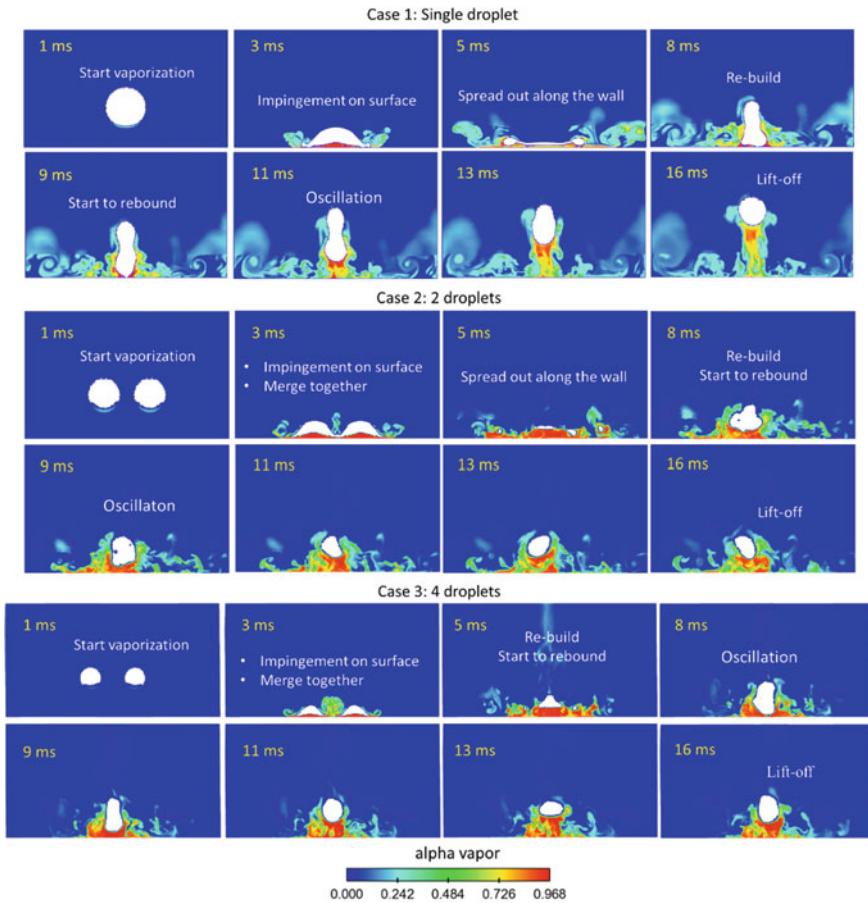 Case 1: Single droplet
1 ms
Start vaporization
3 ms
Impingement on surface
5 ms
Spread out along the wall
8 ms
Re-build
9 ms
Start to rebound
11 ms
Oscillation
13 ms
16 ms
Lift-off
Case 2: 2 droplets
1 ms
Start vaporization
3 ms
• Impingement on surface
• Merge together
5 ms
Spread out along the wall
8 ms
Re-build
Start to rebound
9 ms
Oscillaton
11 ms
13 ms
16 ms
Lift-off
Case 3: 4 droplets
1 ms
Start vaporization
3 ms
• Impingement on surface
• Merge together
5 ms
Re-build
Start to rebound
8 ms
Oscillation
9 ms
11 ms
13 ms
16 ms
Lift-off
alpha vapor
0.000 0.242 0.484 0.726 0.968